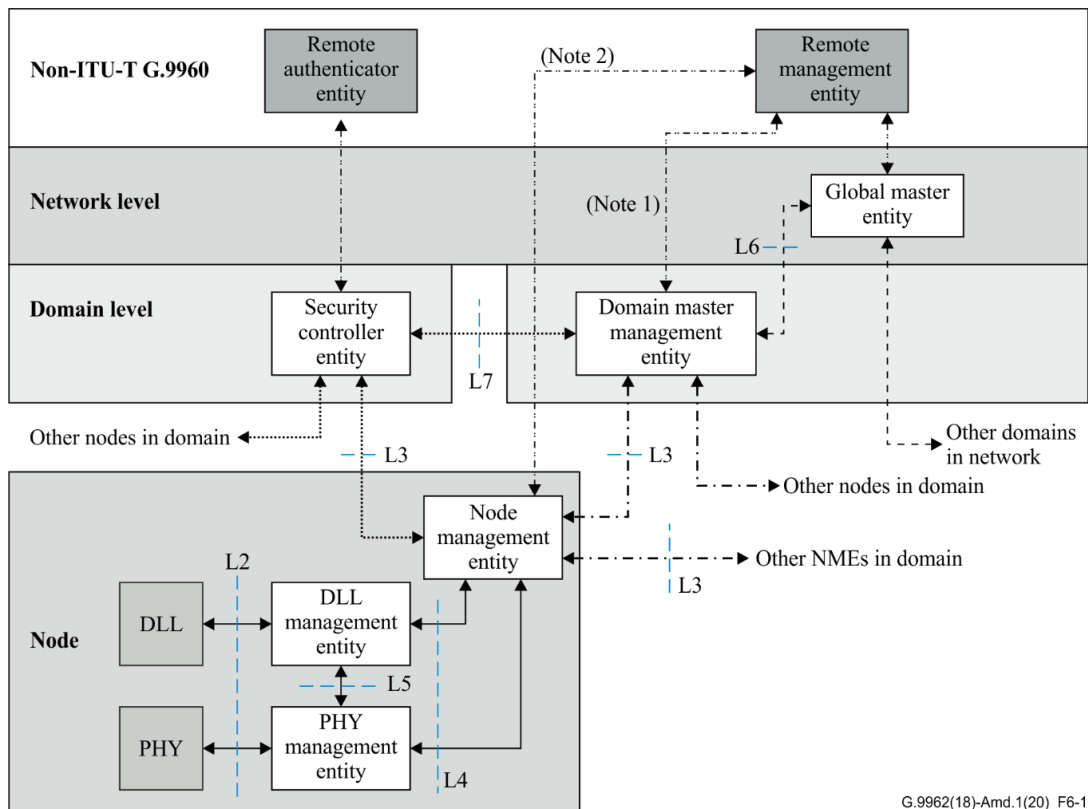 Non-ITU-T G.9960
Remote
authenticator
entity
(Note 2)
Remote
management
entity
Network level
(Note 1)
Global master
entity
L6
Domain level
Security
controller
entity
L7
Domain master
management
entity
Other nodes in domain
L3
L3
Other domains
in network
Other nodes in domain
Node
management
entity
Other NMEs in domain
L3
Node
L2
DLL
DLL
management
entity
L5
PHY
PHY
management
entity
L4
G.9962(18)-Amd.1(20)_F6-1